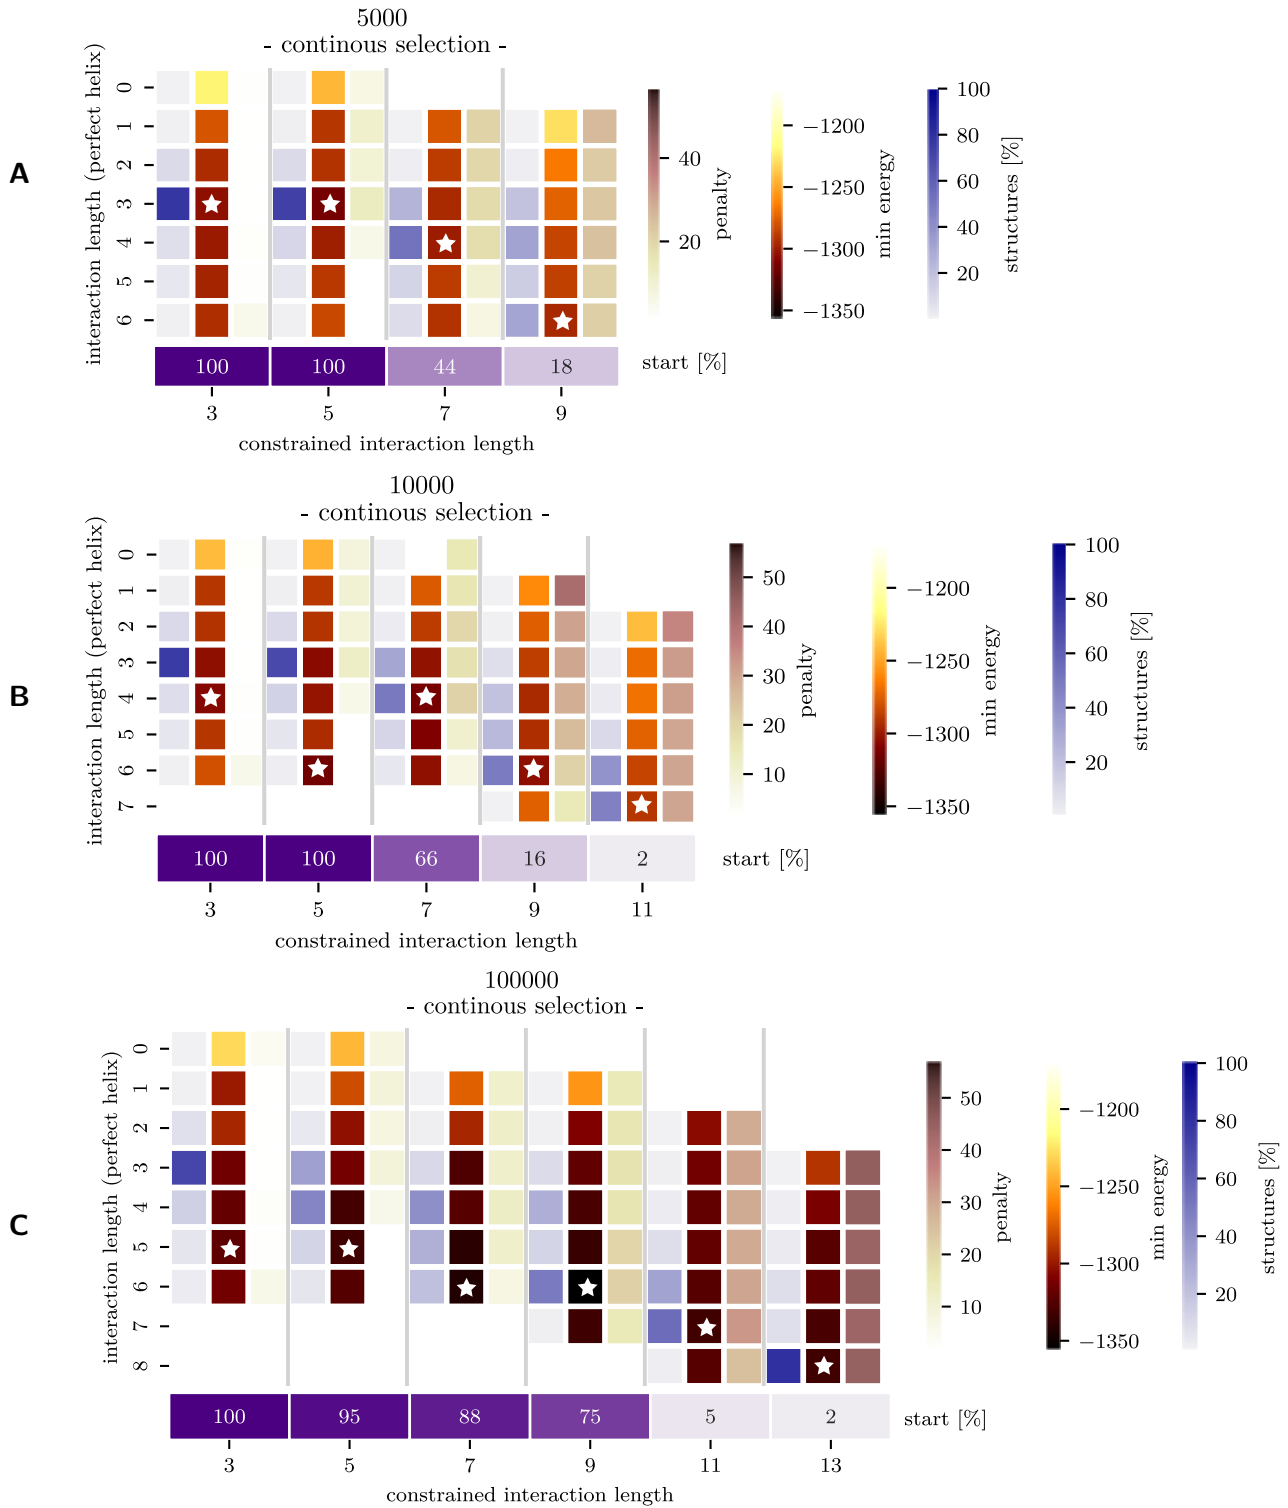 5000
- continous selection -
A
interaction length (perfect helix)
0
1
2
3
4
5
6
100 100 44 18
start [%]
3 5 7 9
constrained interaction length
40
20
penalty
−1200
−1250
−1300
−1350
min energy
100
80
60
40
20
structures [%]
10000
- continous selection -
B
interaction length (perfect helix)
0
1
2
3
4
5
6
7
100 100 66 16 2
start [%]
3 5 7 9 11
constrained interaction length
50
40
30
20
10
penalty
−1200
−1250
−1300
−1350
min energy
100
80
60
40
20
structures [%]
100000
- continous selection -
C
interaction length (perfect helix)
0
1
2
3
4
5
6
7
8
100 95 88 75 5 2
start [%]
3 5 7 9 11 13
constrained interaction length
50
40
30
20
10
penalty
−1200
−1250
−1300
−1350
min energy
100
80
60
40
20
structures [%]